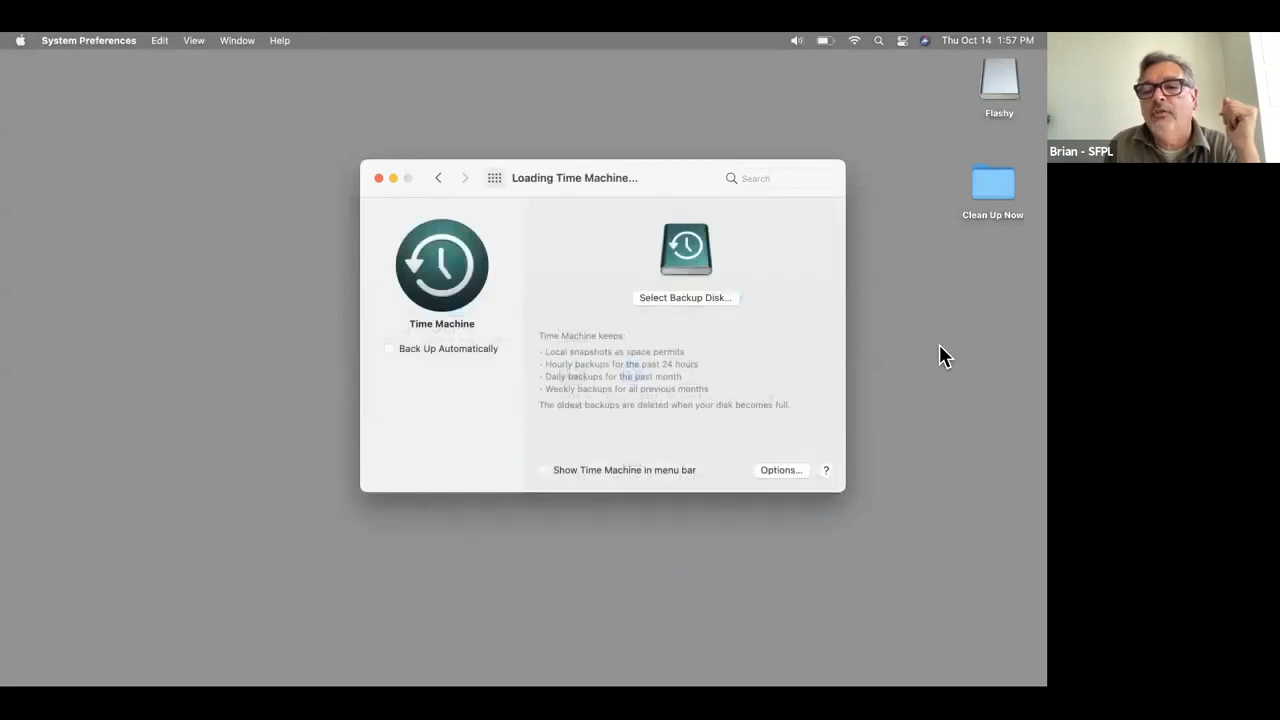 System Preferences Edit View Window Help Thu Oct 14 1:57 PM
Flashy
Brian - SFPL
Loading Time Machine... Search
Clean Up Now
Select Backup Disk...
Time Machine
Back Up Automatically
Time Machine keeps:
- Local snapshots as space permits
- Hourly backups for the past 24 hours
- Daily backups for the past month
- Weekly backups for all previous months
The oldest backups are deleted when your disk becomes full.
Show Time Machine in menu bar Options... ?